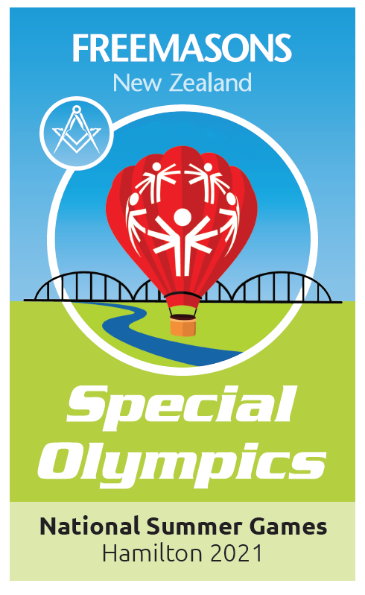 FREEMASONS
New Zealand
Special
Olympics
National Summer Games
Hamilton 2021